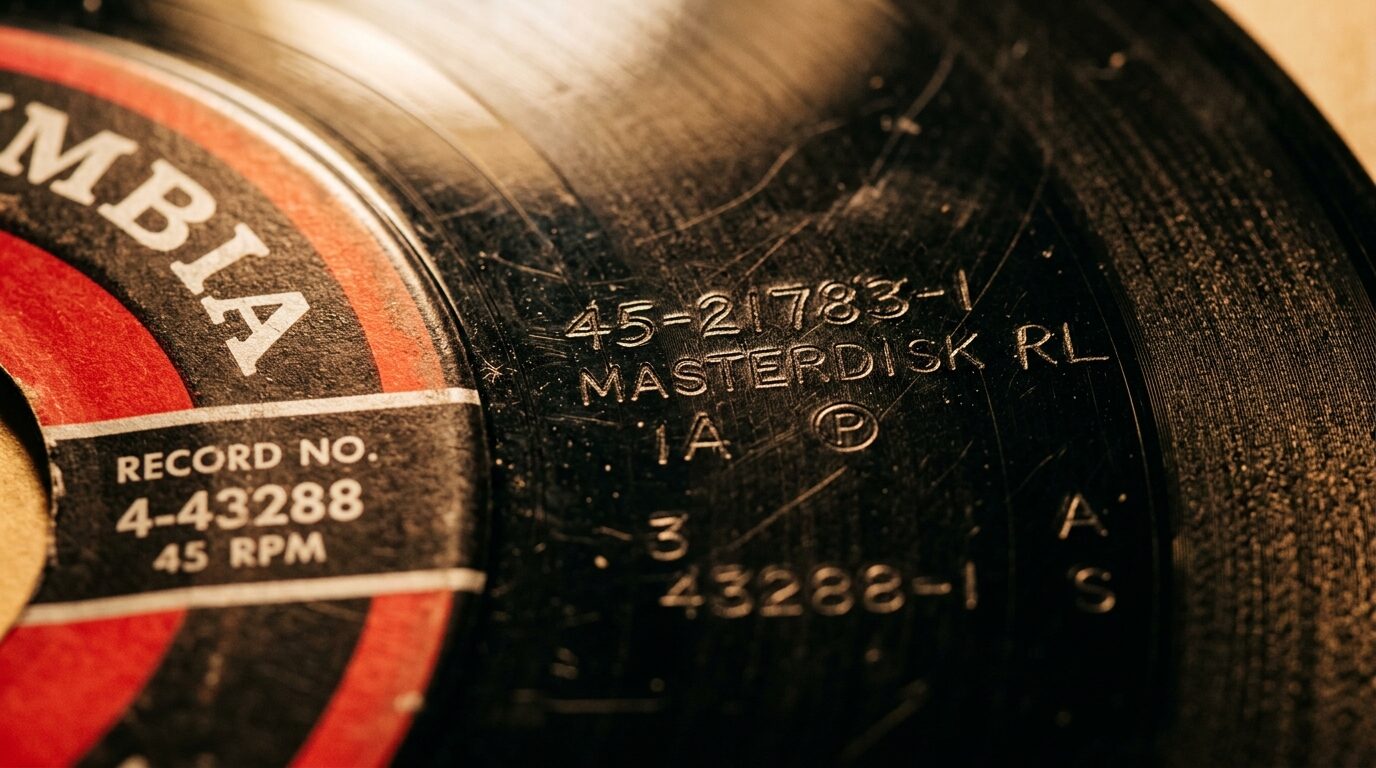 MBIA
RECORD NO.
4-43288
45 RPM
45-21783-1
MASTERDISK RL
1A Ⓟ
3 A
43288-1 S